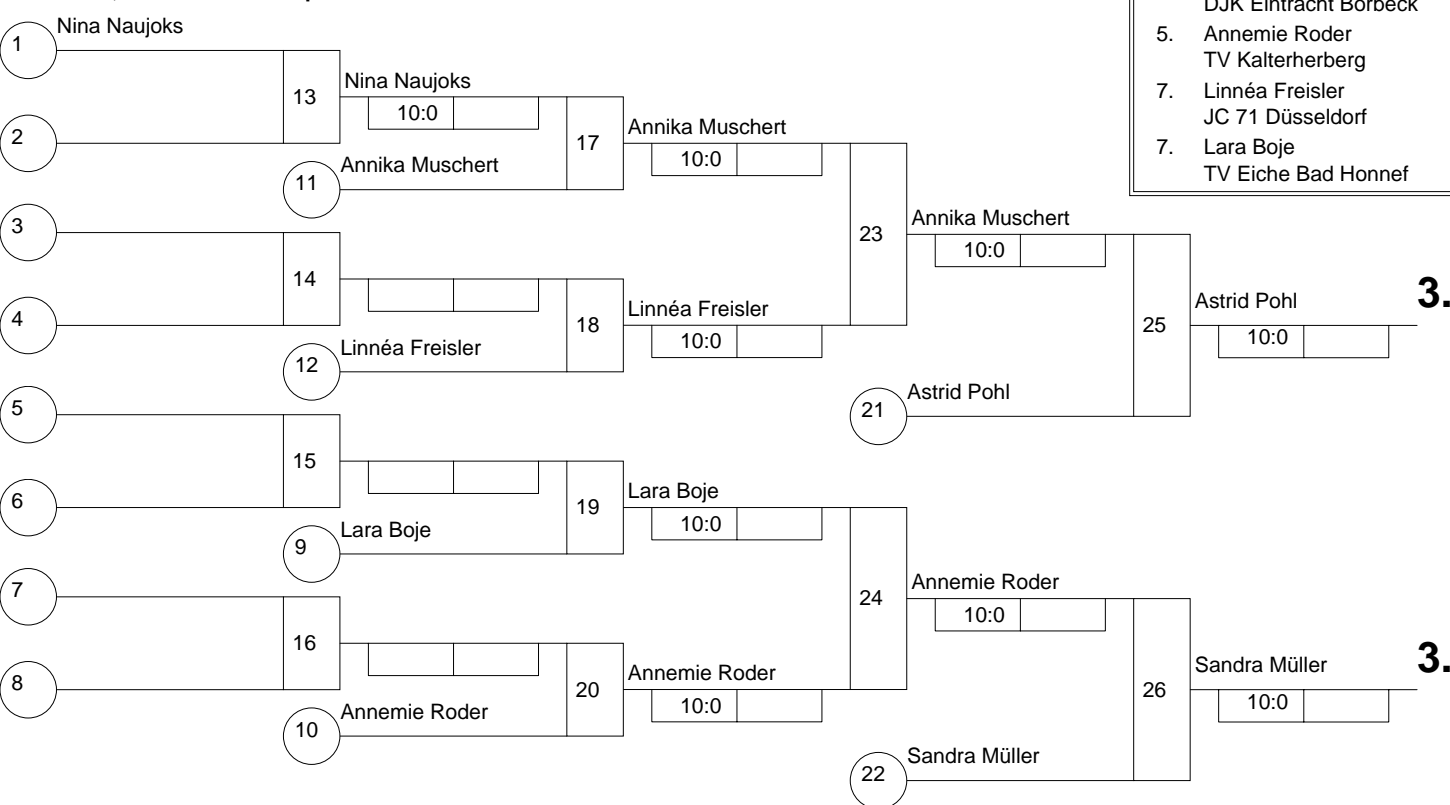 DJK Eintracht Borbeck
5. Annemie Roder
TV Kalterherberg
7. Linnéa Freisler
JC 71 Düsseldorf
7. Lara Boje
TV Eiche Bad Honnef
1 Nina Naujoks
13
Nina Naujoks
10:0
2
17
Annika Muschert
10:0
11 Annika Muschert
3
23
Annika Muschert
10:0
14
4
18
Linnéa Freisler
10:0
12 Linnéa Freisler
25
Astrid Pohl
10:0
3.
21 Astrid Pohl
5
15
6
19
Lara Boje
10:0
9 Lara Boje
7
24
Annemie Roder
10:0
16
8
20
Annemie Roder
10:0
10 Annemie Roder
26
Sandra Müller
10:0
3.
22 Sandra Müller